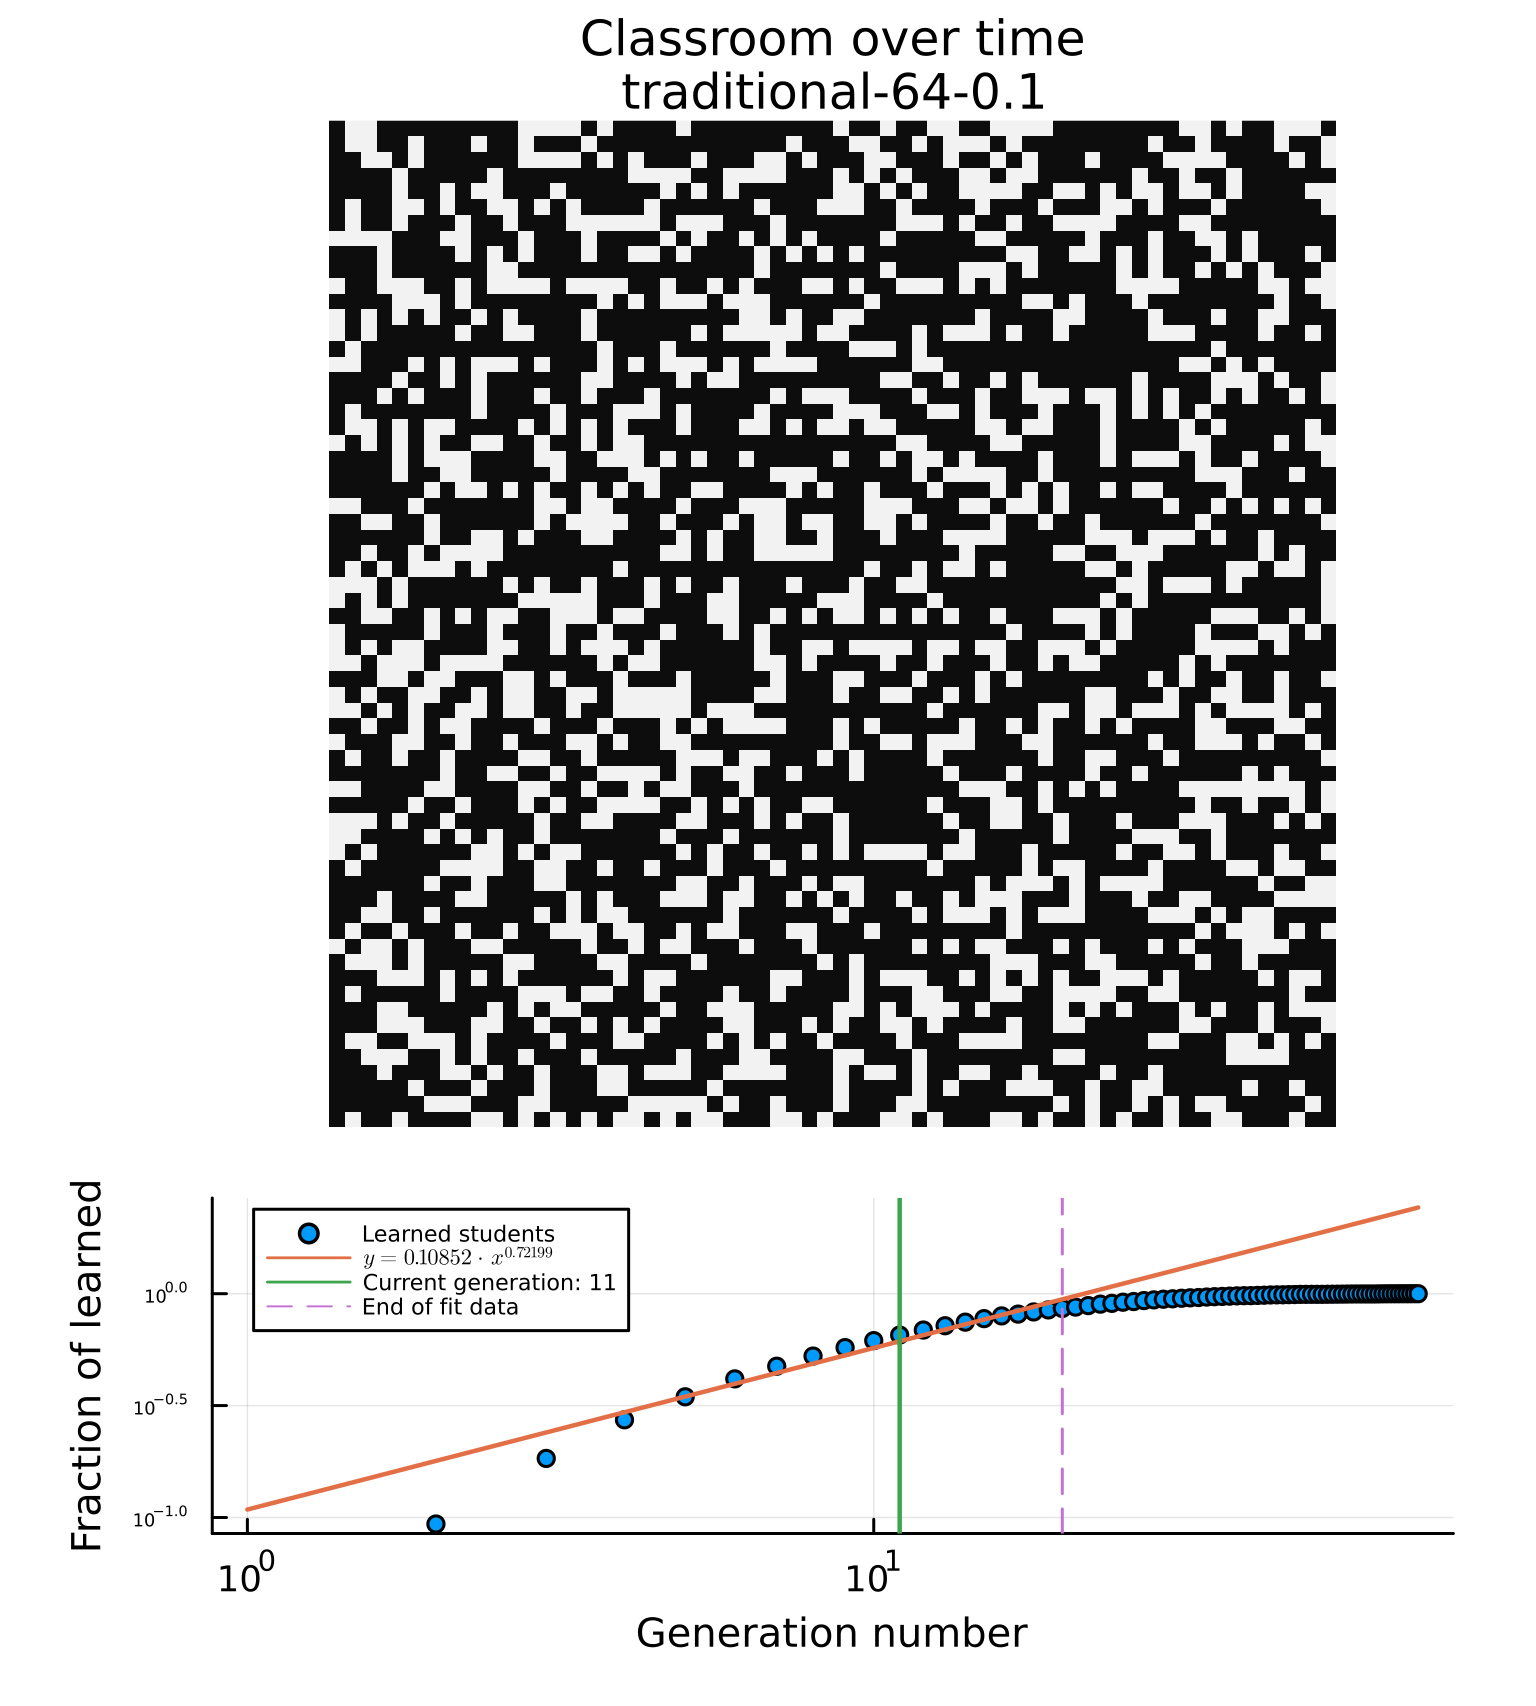 Classroom over time
traditional-64-0.1
Fraction of learned
Learned students
y = 0.10852 · x^0.72199
Current generation: 11
End of fit data
10^0.0
10^−0.5
10^−1.0
10^0
10^1
Generation number